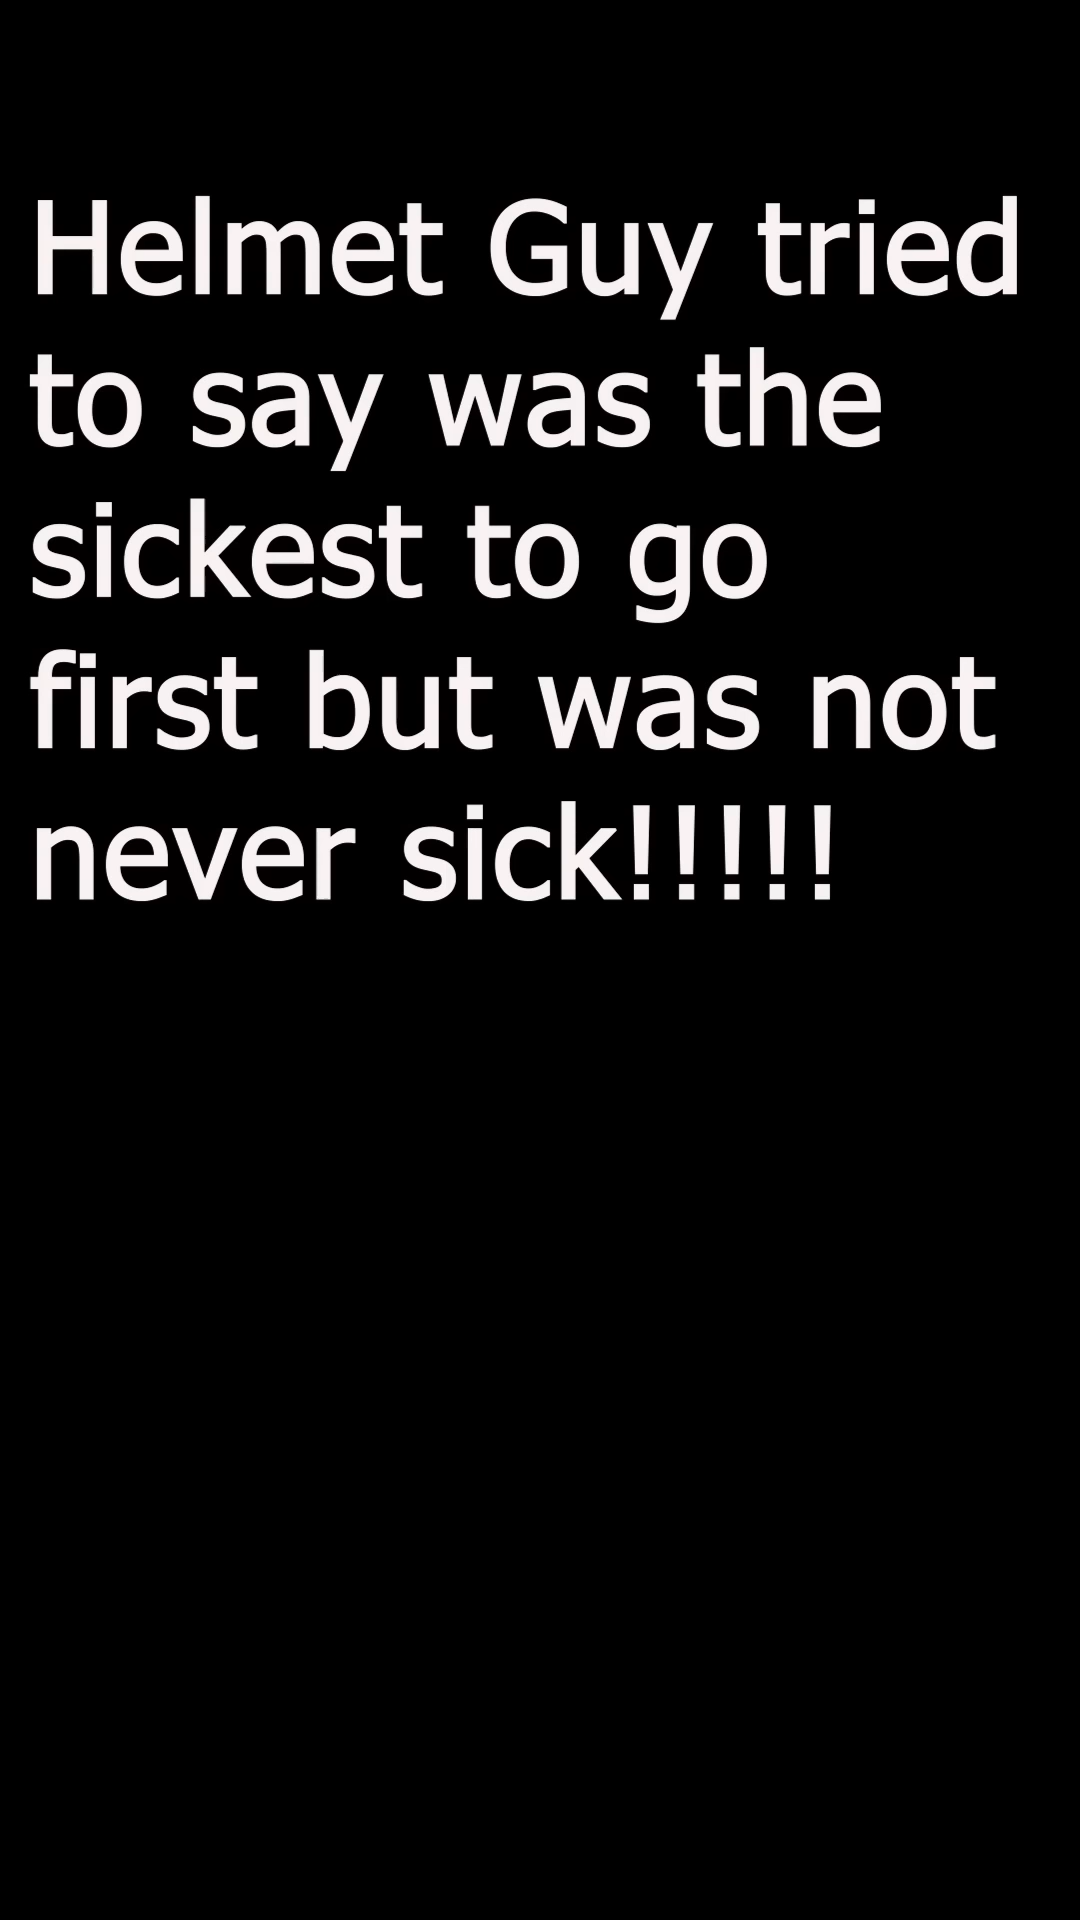 Helmet Guy tried
to say was the
sickest to go
first but was not
never sick!!!!!